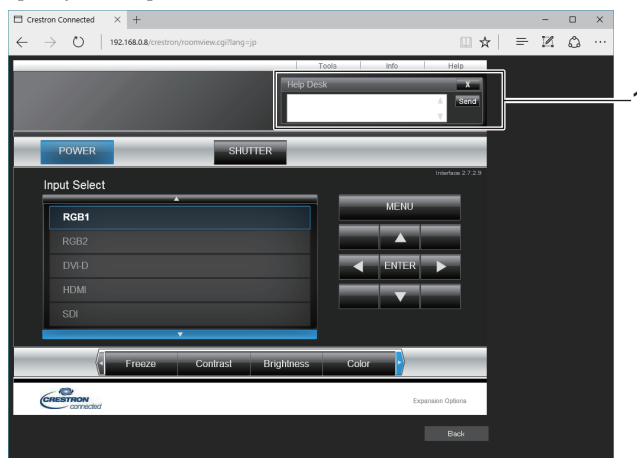 Crestron Connected
192.168.0.8/crestron/roomview.cgi?lang=jp
Tools Info Help
Help Desk X
Send
1
POWER SHUTTER
Interface 2.7.2.9
Input Select
MENU
RGB1
RGB2
DVI-D
ENTER
HDMI
SDI
Freeze Contrast Brightness Color
CRESTRON
connected
Expansion Options
Back